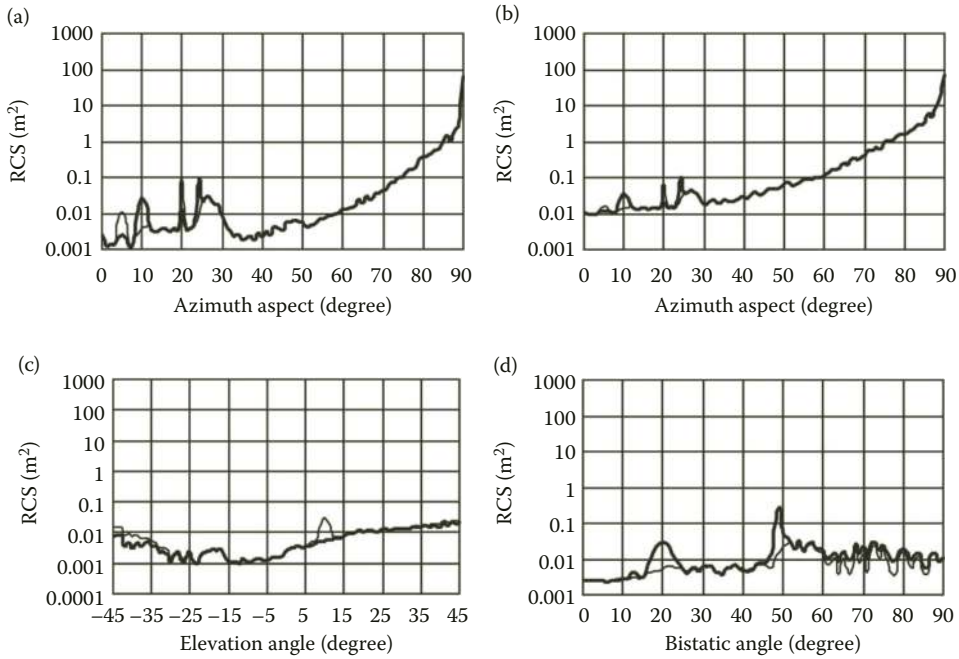 (a)
1000
100
10
1
0.1
0.01
0.001
RCS (m²)
0 10 20 30 40 50 60 70 80 90
Azimuth aspect (degree)
(b)
1000
100
10
1
0.1
0.01
0.001
RCS (m²)
0 10 20 30 40 50 60 70 80 90
Azimuth aspect (degree)
(c)
1000
100
10
1
0.1
0.01
0.001
0.0001
RCS (m²)
−45 −35 −25 −15 −5 5 15 25 35 45
Elevation angle (degree)
(d)
1000
100
10
1
0.1
0.01
0.001
RCS (m²)
0 10 20 30 40 50 60 70 80 90
Bistatic angle (degree)